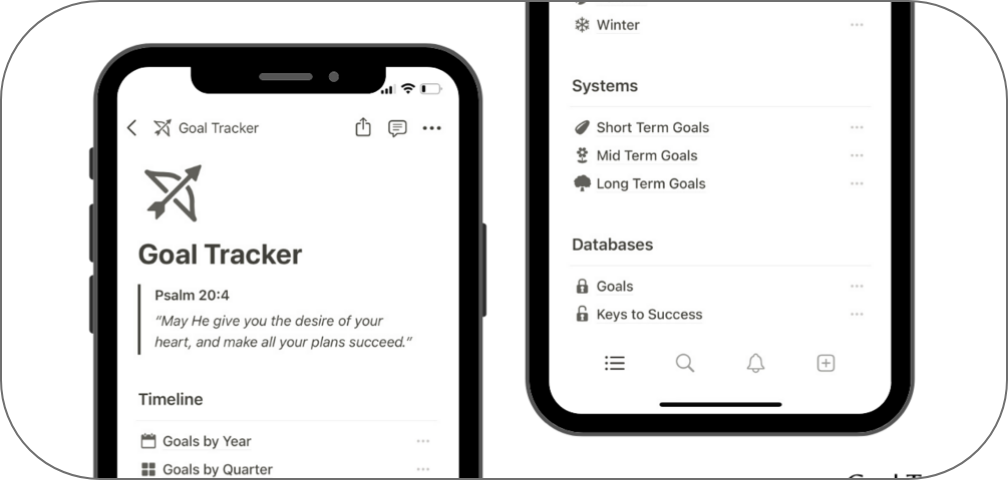 Goal Tracker
Goal Tracker
Psalm 20:4
“May He give you the desire of your
heart, and make all your plans succeed.”
Timeline
Goals by Year
Goals by Quarter
Winter
Systems
Short Term Goals
Mid Term Goals
Long Term Goals
Databases
Goals
Keys to Success